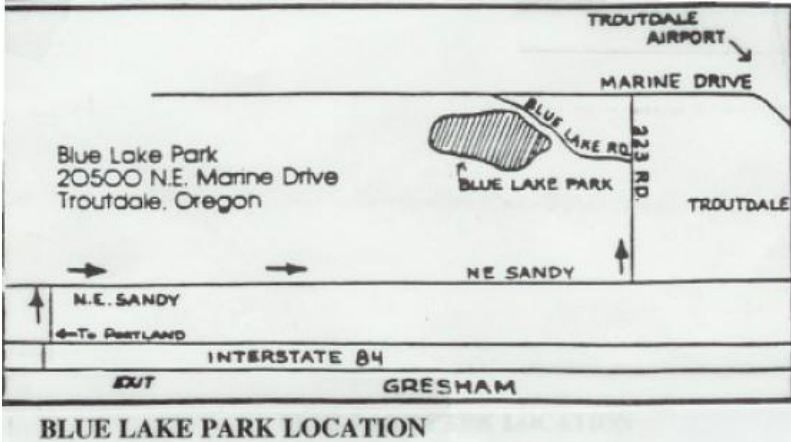 TROUTDALE
AIRPORT
MARINE DRIVE
BLUE LAKE RD.
223 RD.
Blue Lake Park
20500 N.E. Marine Drive
Troutdale, Oregon
BLUE LAKE PARK
TROUTDALE
NE SANDY
N.E. SANDY
To PORTLAND
INTERSTATE 84
EXIT
GRESHAM
BLUE LAKE PARK LOCATION